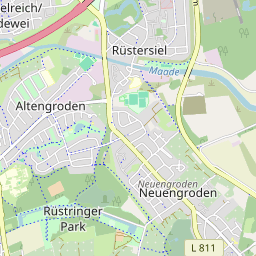 elreich/
dewei
Rüstersiel
Maade
Altengroden
Neuengroden
Neuengroden
Rüstringer
Park
L 811